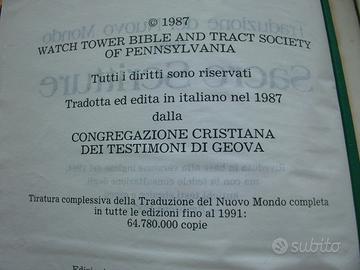 © 1987
WATCH TOWER BIBLE AND TRACT SOCIETY
OF PENNSYLVANIA
Tutti i diritti sono riservati
Tradotta ed edita in italiano nel 1987
dalla
CONGREGAZIONE CRISTIANA
DEI TESTIMONI DI GEOVA
Tiratura complessiva della Traduzione del Nuovo Mondo completa
in tutte le edizioni fino al 1991:
64.780.000 copie
subito